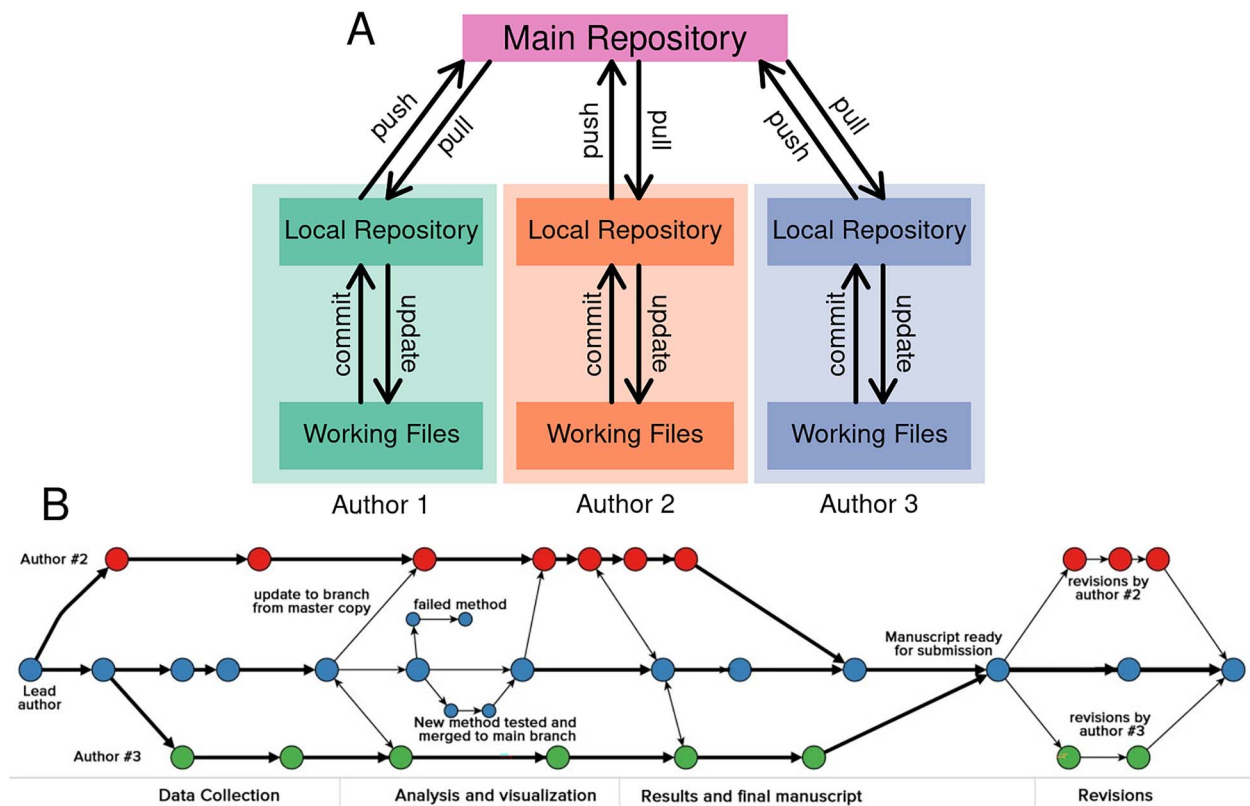 A
Main Repository
push
pull
push
pull
push
pull
Local Repository
Local Repository
Local Repository
commit
update
commit
update
commit
update
Working Files
Working Files
Working Files
Author 1
Author 2
Author 3
B
Author #2
update to branch
from master copy
failed method
revisions by
author #2
Manuscript ready
for submission
Lead
author
New method tested and
merged to main branch
revisions by
author #3
Author #3
Data Collection
Analysis and visualization
Results and final manuscript
Revisions